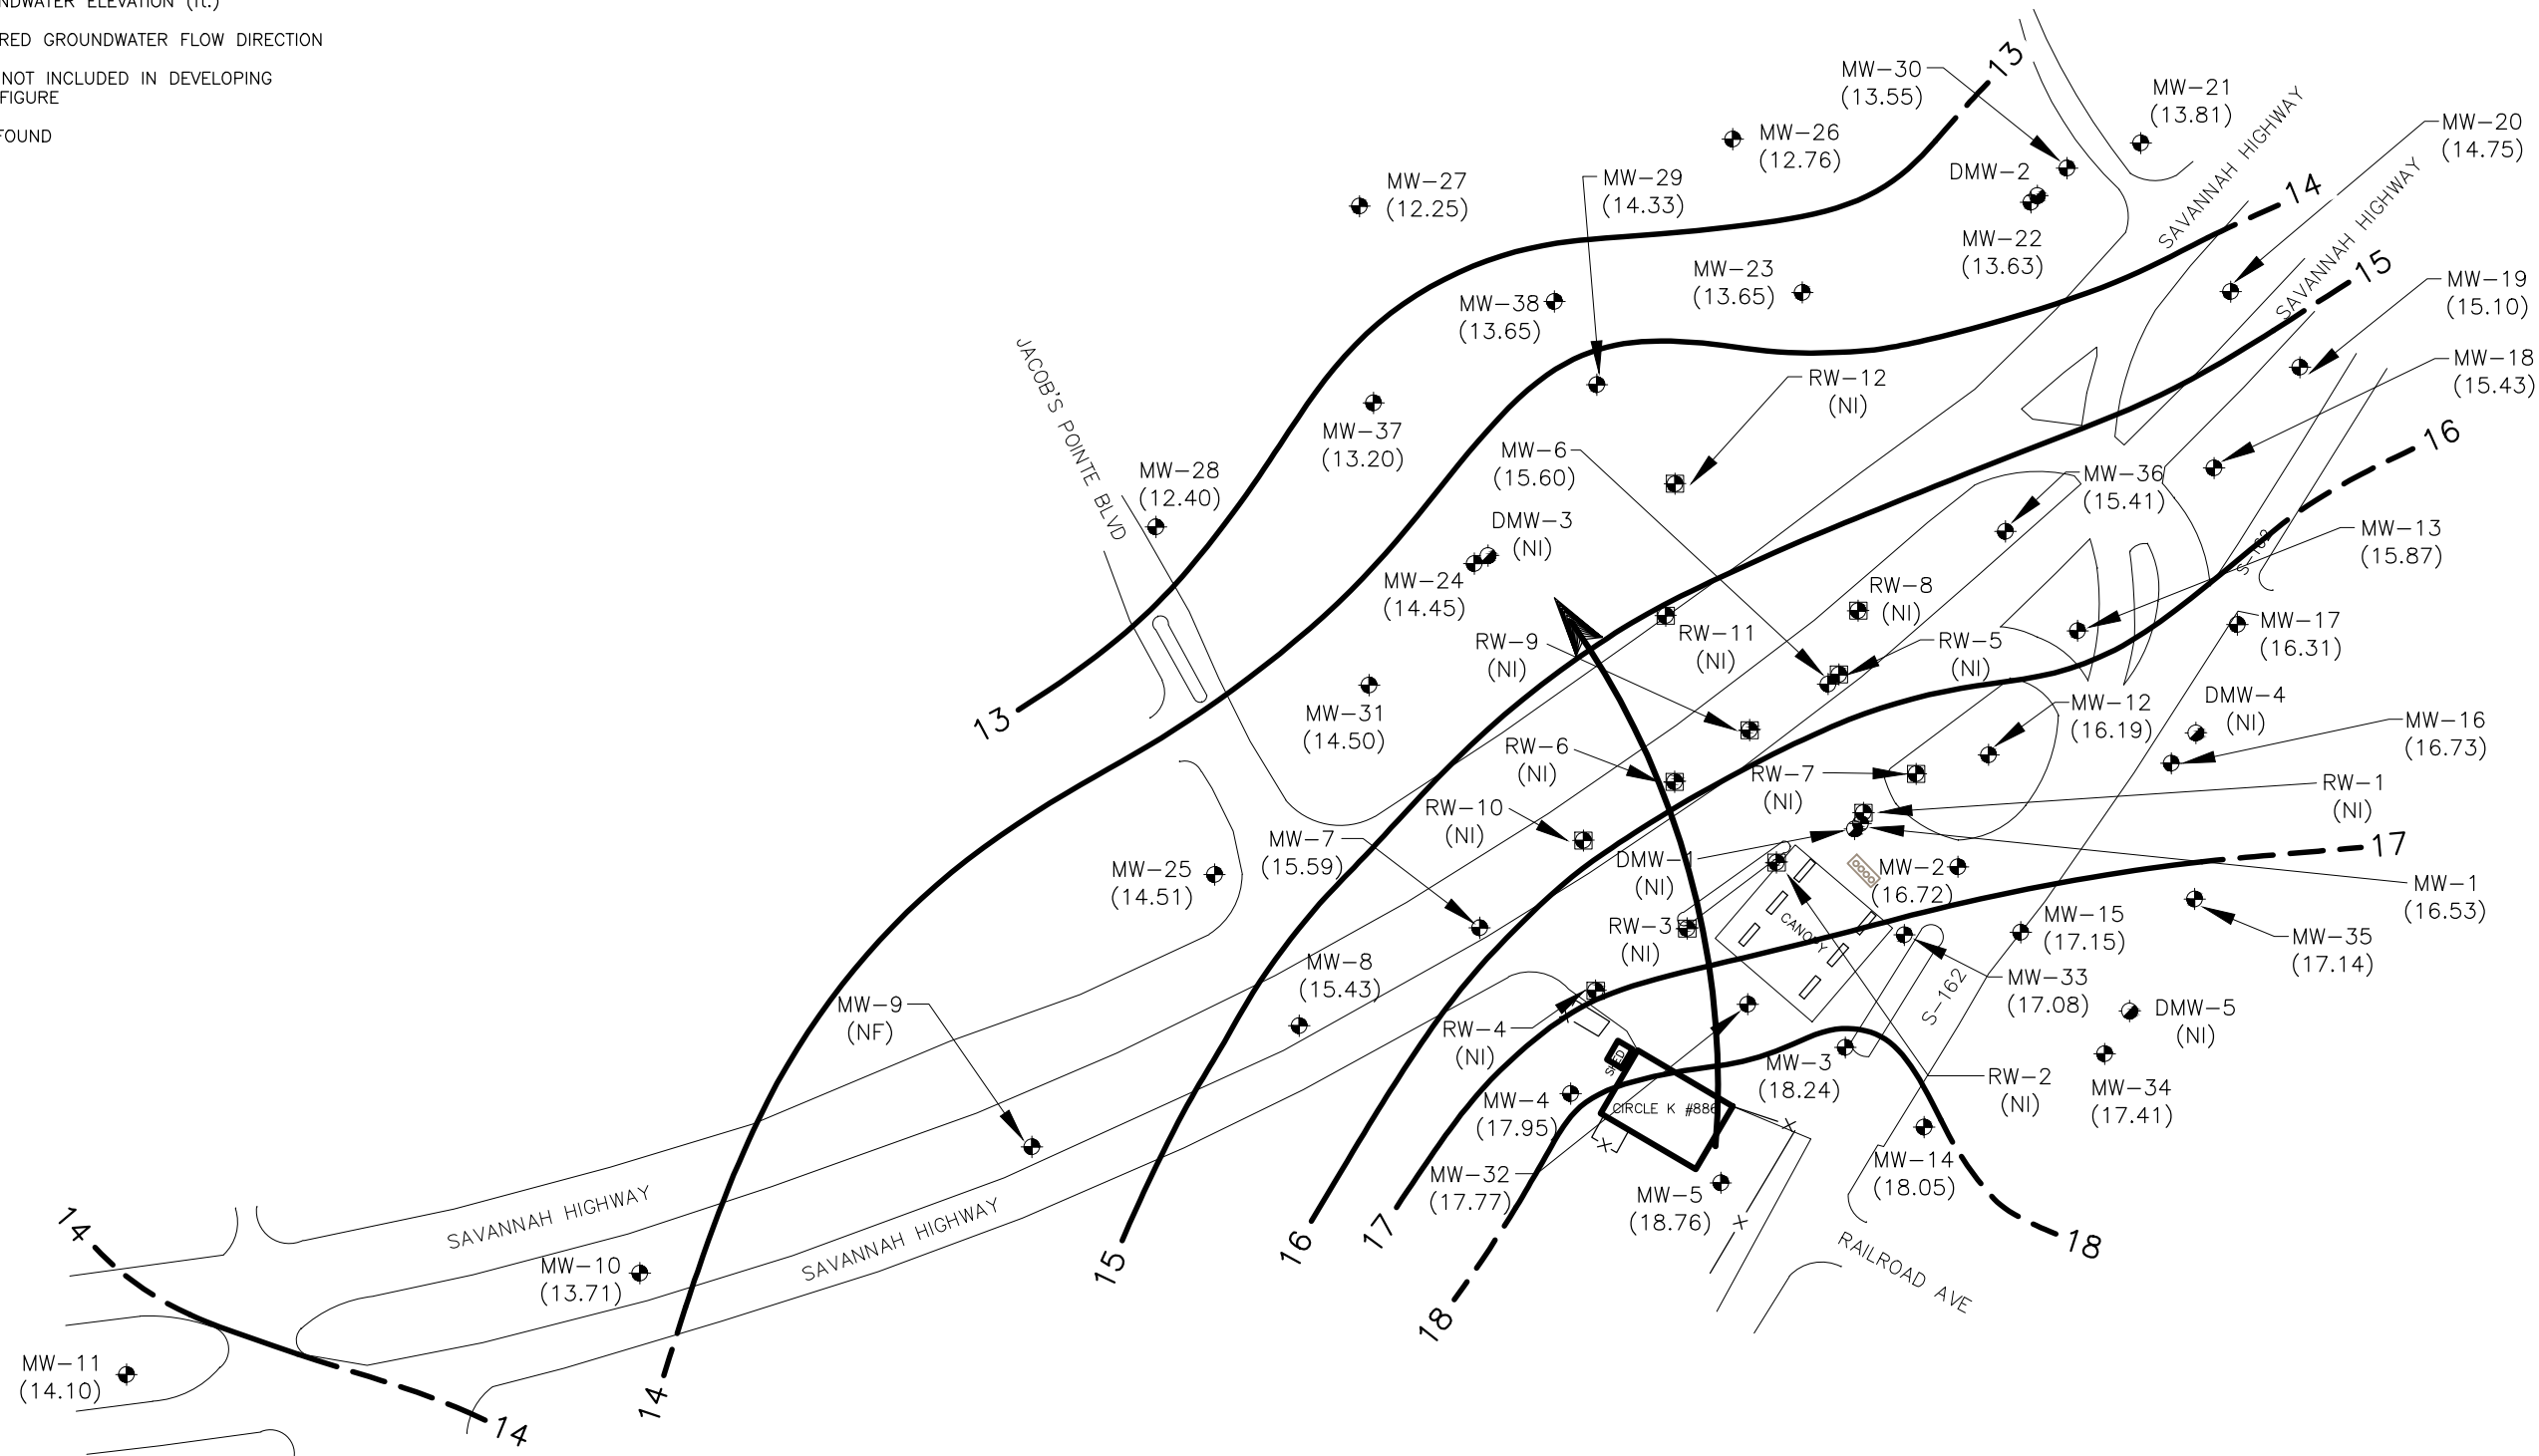 NDWATER ELEVATION (ft.)
RED GROUNDWATER FLOW DIRECTION
NOT INCLUDED IN DEVELOPING
FIGURE
FOUND
13
MW-30
(13.55)
MW-21
(13.81)
MW-26
(12.76)
MW-20
(14.75)
SAVANNAH HIGHWAY
MW-27
(12.25)
MW-29
(14.33)
DMW-2
14
SAVANNAH HIGHWAY
MW-22
(13.63)
MW-23
(13.65)
MW-38
(13.65)
15
MW-19
(15.10)
MW-18
(15.43)
JACOB'S POINTE BLVD
RW-12
(NI)
MW-37
(13.20)
MW-6
(15.60)
16
MW-28
(12.40)
MW-36
(15.41)
DMW-3
(NI)
MW-13
(15.87)
S-162
MW-24
(14.45)
RW-8
(NI)
RW-9
(NI)
RW-11
(NI)
RW-5
(NI)
MW-17
(16.31)
13
MW-31
(14.50)
MW-12
(16.19)
DMW-4
(NI)
MW-16
(16.73)
RW-6
(NI)
RW-7
(NI)
RW-1
(NI)
RW-10
(NI)
MW-7
(15.59)
17
MW-25
(14.51)
DMW-1
(NI)
MW-2
(16.72)
MW-1
(16.53)
CANOPY
RW-3
(NI)
MW-15
(17.15)
MW-35
(17.14)
MW-8
(15.43)
MW-33
(17.08)
S-162
MW-9
(NF)
RW-4
(NI)
DMW-5
(NI)
SHED
MW-3
(18.24)
RW-2
(NI)
MW-34
(17.41)
MW-4
(17.95)
CIRCLE K #886
X
X
MW-32
(17.77)
MW-5
(18.76)
X
MW-14
(18.05)
14
SAVANNAH HIGHWAY
SAVANNAH HIGHWAY
15
16
17
18
18
RAILROAD AVE
MW-10
(13.71)
MW-11
(14.10)
14
14